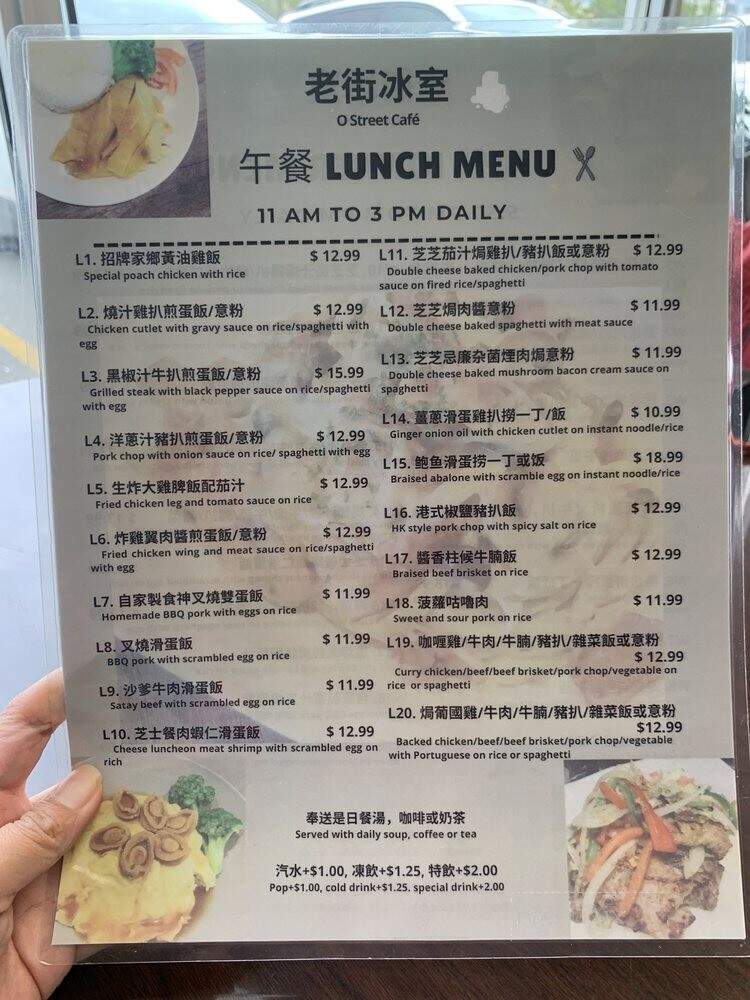 老街冰室
O Street Café
午餐 LUNCH MENU
11 AM TO 3 PM DAILY
L1. 招牌家鄉黃油雞飯 $ 12.99
Special poach chicken with rice
L2. 燒汁雞扒煎蛋飯/意粉 $ 12.99
Chicken cutlet with gravy sauce on rice/spaghetti with
egg
L3. 黑椒汁牛扒煎蛋飯/意粉 $ 15.99
Grilled steak with black pepper sauce on rice/spaghetti
with egg
L4. 洋蔥汁豬扒煎蛋飯/意粉 $ 12.99
Pork chop with onion sauce on rice/ spaghetti with egg
L5. 生炸大雞脾飯配茄汁 $ 12.99
Fried chicken leg and tomato sauce on rice
L6. 炸雞翼肉醬煎蛋飯/意粉 $ 12.99
Fried chicken wing and meat sauce on rice/spaghetti
with egg
L7. 自家製食神叉燒雙蛋飯 $ 11.99
Homemade BBQ pork with eggs on rice
L8. 叉燒滑蛋飯 $ 11.99
BBQ pork with scrambled egg on rice
L9. 沙爹牛肉滑蛋飯 $ 11.99
Satay beef with scrambled egg on rice
L10. 芝士餐肉蝦仁滑蛋飯 $ 12.99
Cheese luncheon meat shrimp with scrambled egg on
rich
L11. 芝芝茄汁焗雞扒/豬扒飯或意粉 $ 12.99
Double cheese baked chicken/pork chop with tomato
sauce on fired rice/spaghetti
L12. 芝芝焗肉醬意粉 $ 11.99
Double cheese baked spaghetti with meat sauce
L13. 芝芝忌廉杂菌煙肉焗意粉 $ 11.99
Double cheese baked mushroom bacon cream sauce on
spaghetti
L14. 薑蔥滑蛋雞扒撈一丁/飯 $ 10.99
Ginger onion oil with chicken cutlet on instant noodle/rice
L15. 鲍鱼滑蛋捞一丁或饭 $ 18.99
Braised abalone with scramble egg on instant noodle/rice
L16. 港式椒鹽豬扒飯 $ 12.99
HK style pork chop with spicy salt on rice
L17. 醬香柱候牛腩飯 $ 12.99
Braised beef brisket on rice
L18. 菠蘿咕嚕肉 $ 11.99
Sweet and sour pork on rice
L19. 咖喱雞/牛肉/牛腩/豬扒/雜菜飯或意粉
$ 12.99
Curry chicken/beef/beef brisket/pork chop/vegetable on
rice or spaghetti
L20. 焗葡國雞/牛肉/牛腩/豬扒/雜菜飯或意粉
$12.99
Backed chicken/beef/beef brisket/pork chop/vegetable
with Portuguese on rice or spaghetti
奉送是日餐湯，咖啡或奶茶
Served with daily soup, coffee or tea
汽水+$1.00, 凍飲+$1.25, 特飲+$2.00
Pop+$1.00, cold drink+$1.25, special drink+2.00